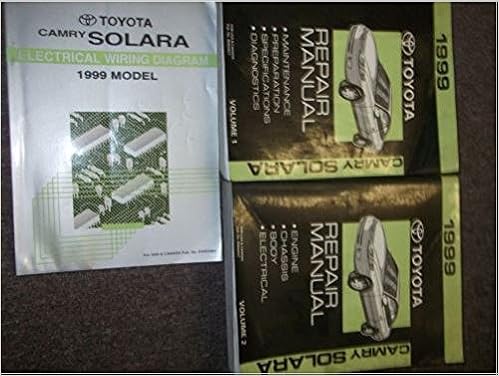 TOYOTA
CAMRY SOLARA
ELECTRICAL WIRING DIAGRAM
1999 MODEL
1999
TOYOTA
REPAIR
MANUAL
• MAINTENANCE
• PREPARATION
• SPECIFICATIONS
• DIAGNOSTICS
VOLUME 1
CAMRY SOLARA
1999
TOYOTA
REPAIR
MANUAL
• ENGINE
• CHASSIS
• BODY
• ELECTRICAL
VOLUME 2
CAMRY SOLARA